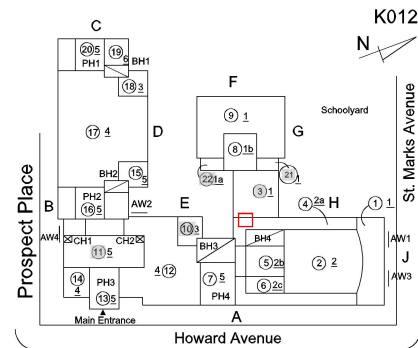 K012
N
C
20 5
PH1
19 6
BH1
18 3
17 4
D
F
Schoolyard
9 1
G
8 1b
22 1a
21 1
3 1
St. Marks Avenue
Prospect Place
BH2
15 5
B
PH2
16 5
AW2
E
4 2a
H
1 1
AW4
CH1
CH2
11 5
10 3
BH3
BH4
AW1
J
AW3
4 12
7 5
PH4
5 2b
6 2c
2 2
14 4
PH3
13 5
Main Entrance
A
Howard Avenue